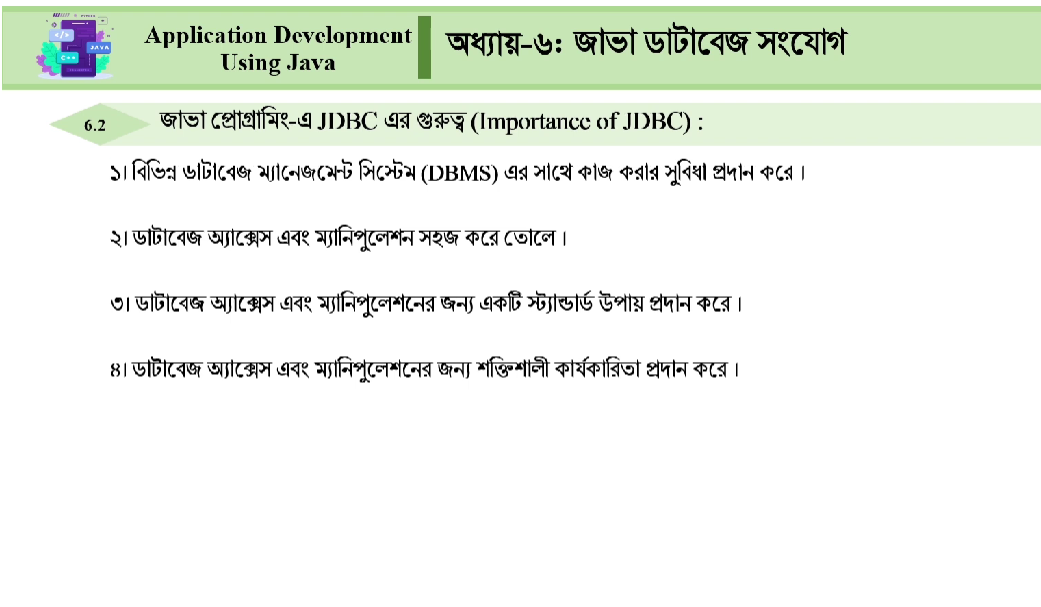 Application Development
Using Java
অধ্যায়-৬: জাভা ডাটাবেজ সংযোগ
JAVA
</>
C++
6.2
জাভা প্রোগ্রামিং-এ JDBC এর গুরুত্ব (Importance of JDBC) :
১। বিভিন্ন ডাটাবেজ ম্যানেজমেন্ট সিস্টেম (DBMS) এর সাথে কাজ করার সুবিধা প্রদান করে।
২। ডাটাবেজ অ্যাক্সেস এবং ম্যানিপুলেশন সহজ করে তোলে।
৩। ডাটাবেজ অ্যাক্সেস এবং ম্যানিপুলেশনের জন্য একটি স্ট্যান্ডার্ড উপায় প্রদান করে।
৪। ডাটাবেজ অ্যাক্সেস এবং ম্যানিপুলেশনের জন্য শক্তিশালী কার্যকারিতা প্রদান করে।